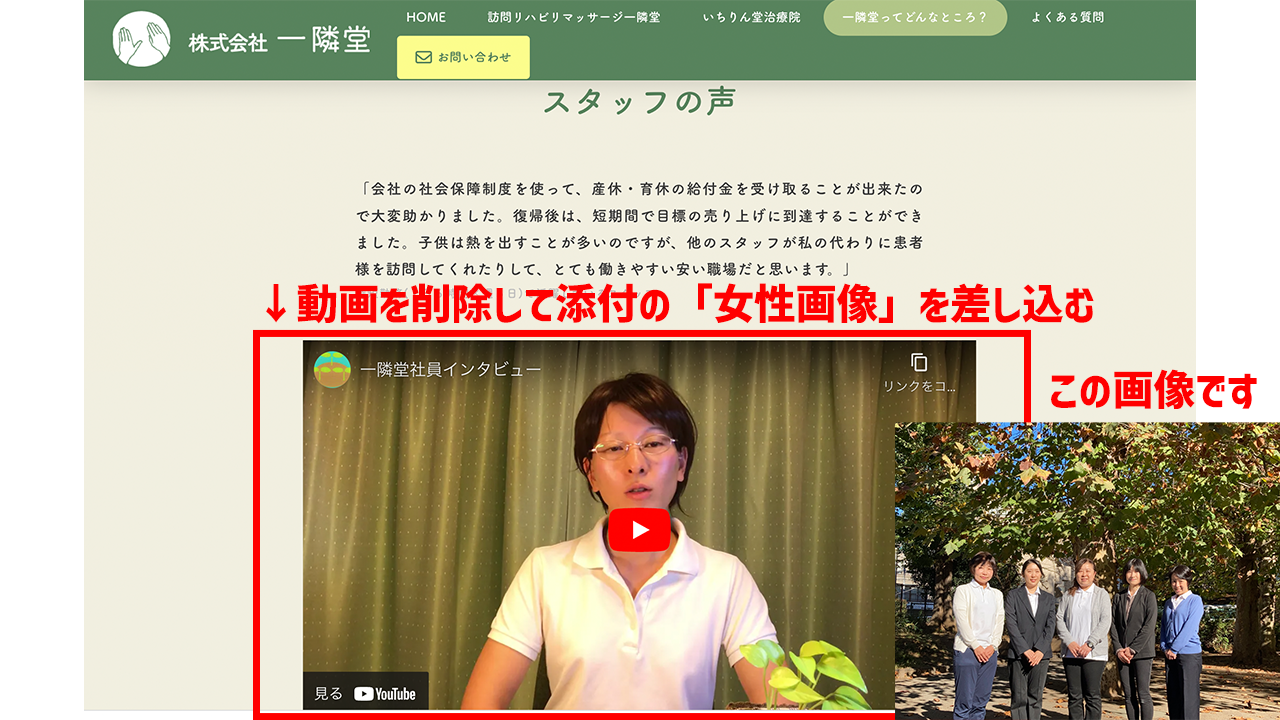 HOME
訪問リハビリマッサージ一隣堂
いちりん堂治療院
一隣堂ってどんなところ？
よくある質問
株式会社 一隣堂
お問い合わせ
スタッフの声
「会社の社会保障制度を使って、産休・育休の給付金を受け取ることが出来たの
で大変助かりました。復帰後は、短期間で目標の売り上げに到達することができ
ました。子供は熱を出すことが多いのですが、他のスタッフが私の代わりに患者
様を訪問してくれたりして、とても働きやすい安い職場だと思います。」
↓動画を削除して添付の「女性画像」を差し込む
一隣堂社員インタビュー
リンクをコ...
この画像です
見る YouTube